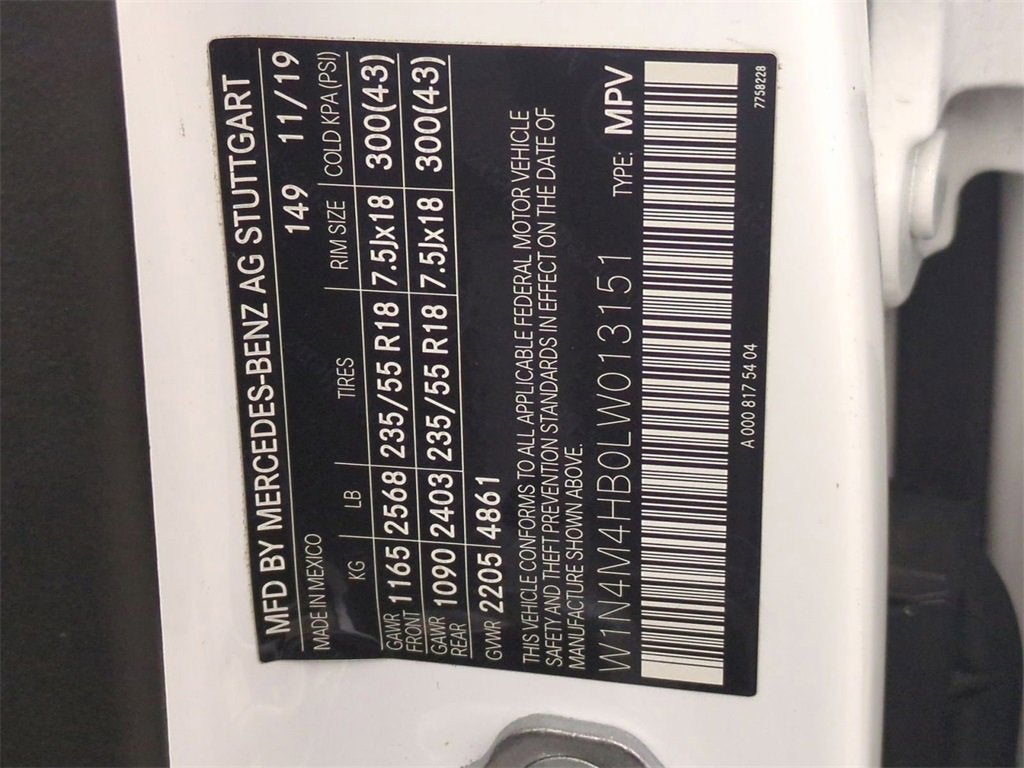 MFD BY MERCEDES-BENZ AG STUTTGART
MADE IN MEXICO 149 11/19
KG LB TIRES RIM SIZE COLD KPA (PSI)
GAWR FRONT 1165 2568 235/55 R18 7.5Jx18 300(43)
GAWR REAR 1090 2403 235/55 R18 7.5Jx18 300(43)
GVWR 2205 4861
THIS VEHICLE CONFORMS TO ALL APPLICABLE FEDERAL MOTOR VEHICLE
SAFETY AND THEFT PREVENTION STANDARDS IN EFFECT ON THE DATE OF
MANUFACTURE SHOWN ABOVE.
W1N4M4HB0LW013151 TYPE: MPV
A 000 817 54 04 7758228